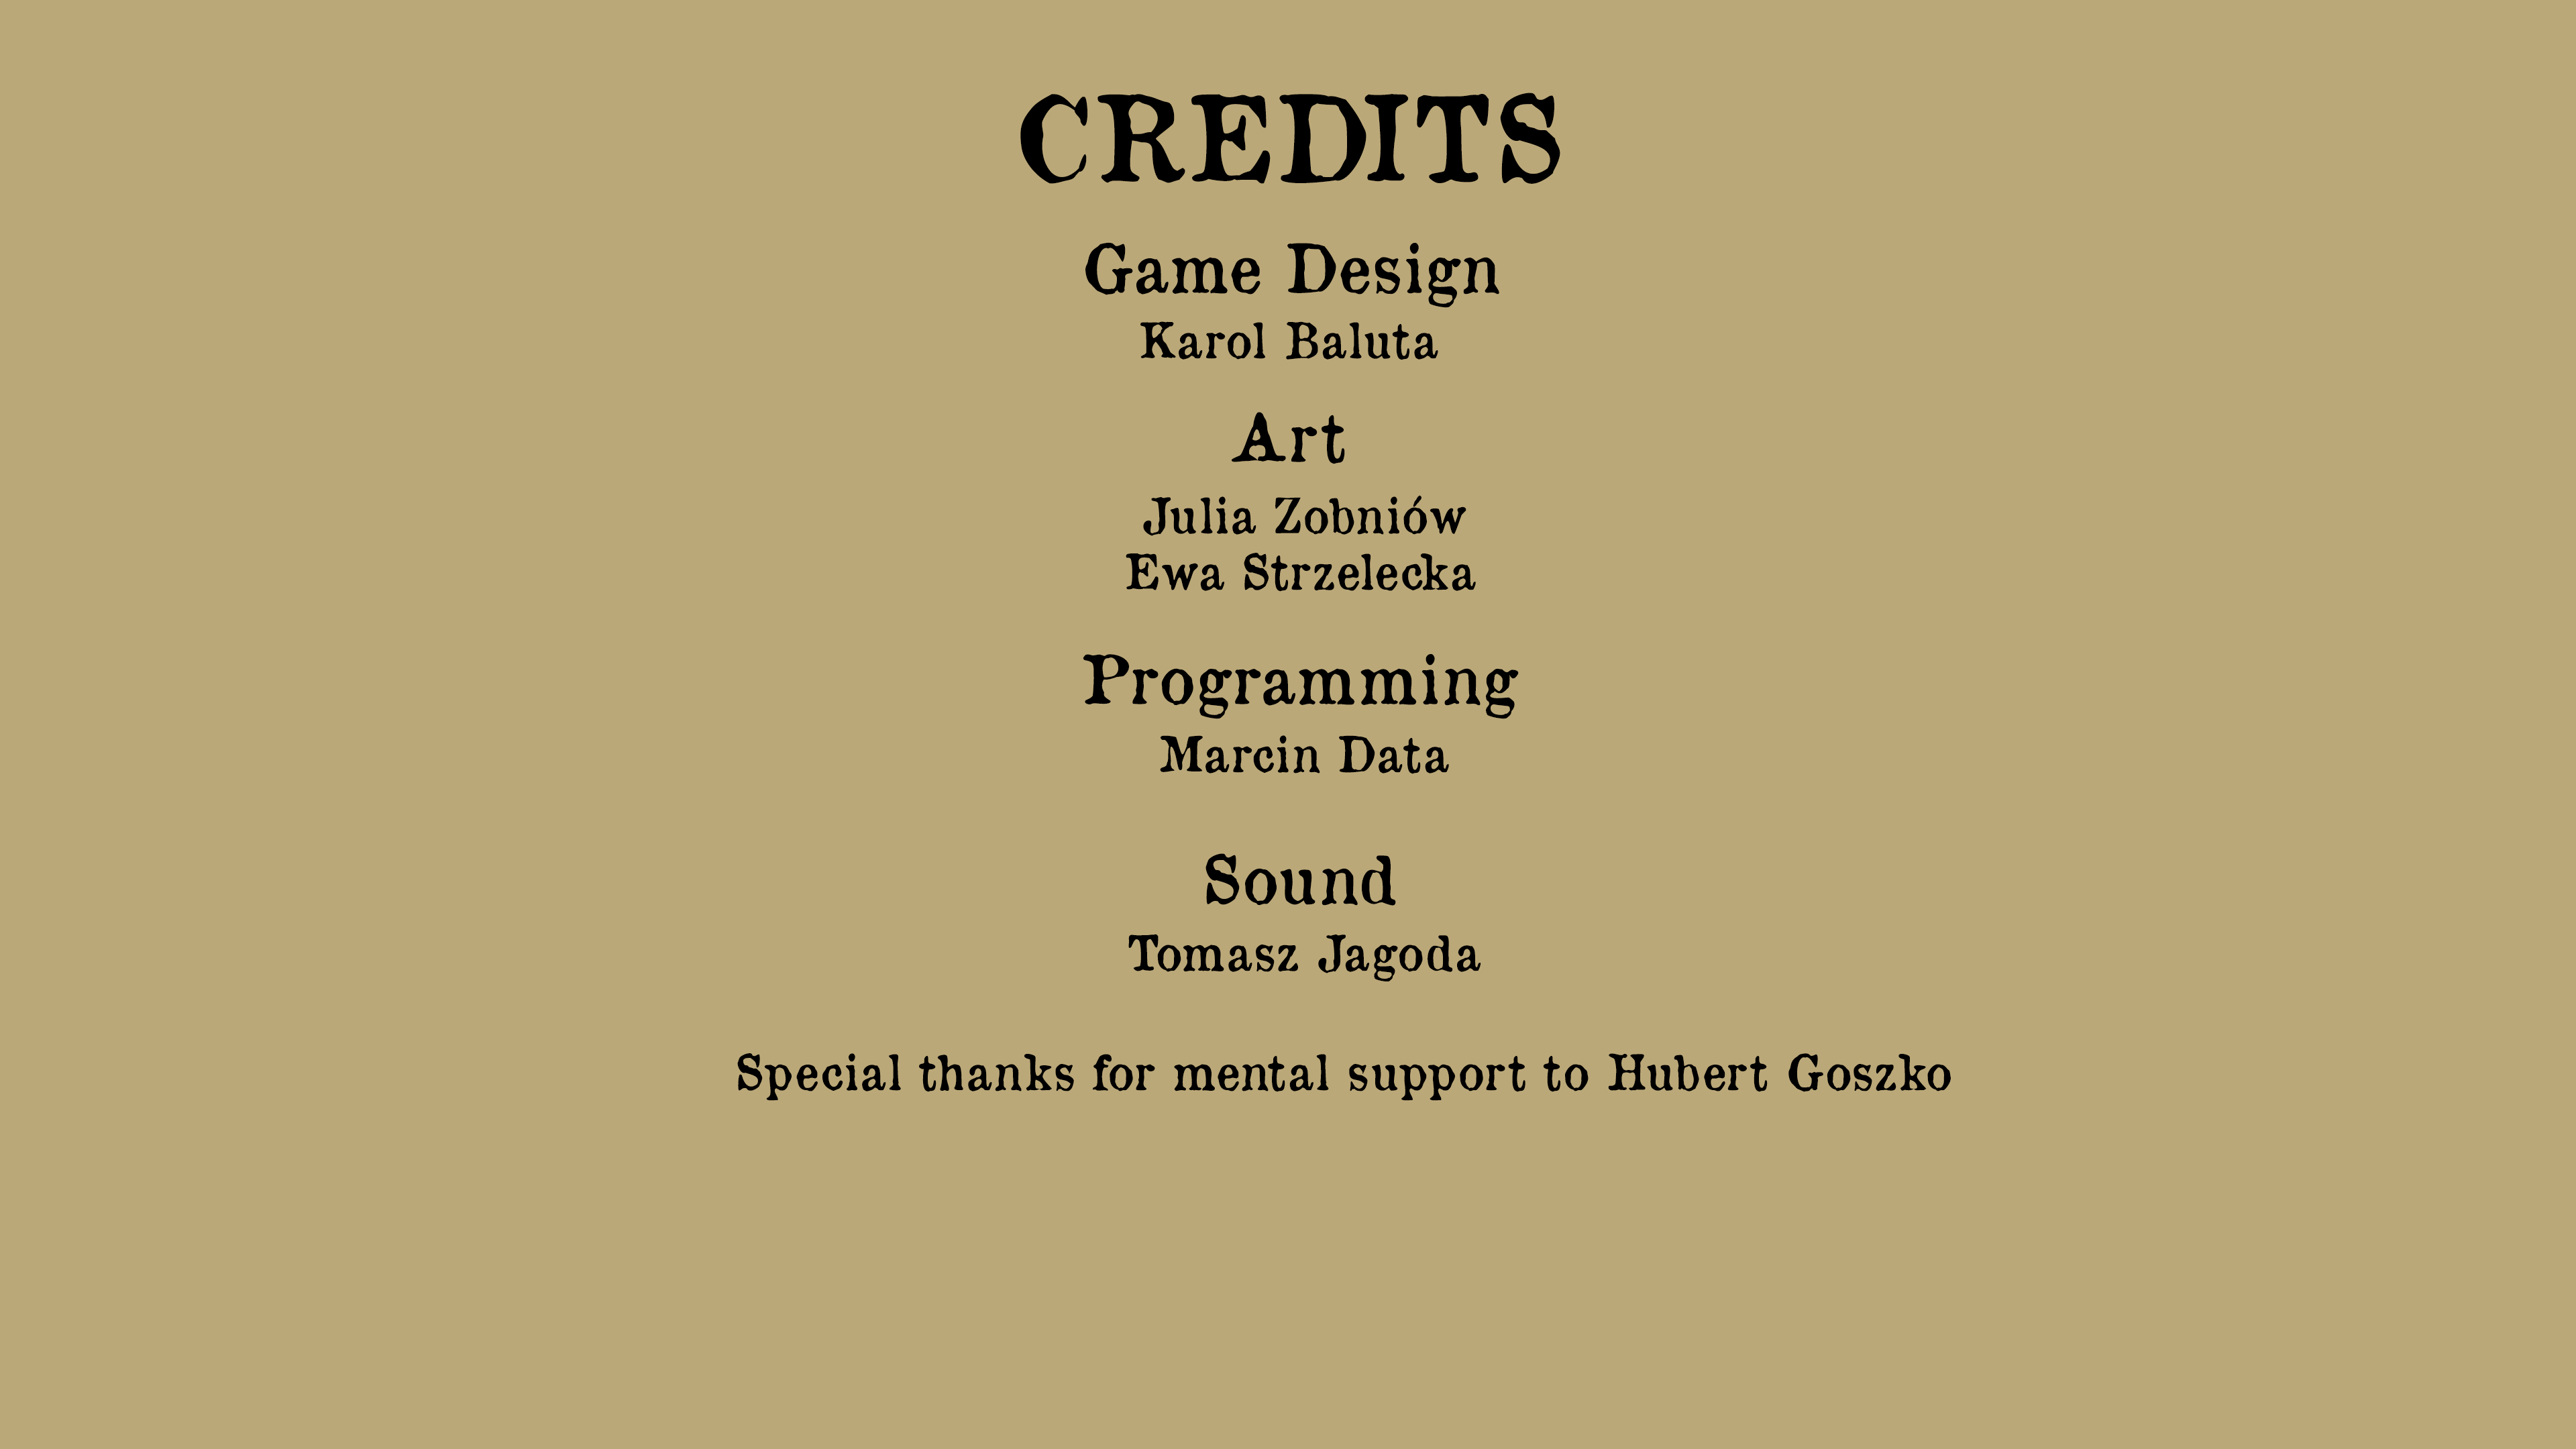 CREDITS
Game Design
Karol Baluta
Art
Julia Zobniów
Ewa Strzelecka
Programming
Marcin Data
Sound
Tomasz Jagoda
Special thanks for mental support to Hubert Goszko